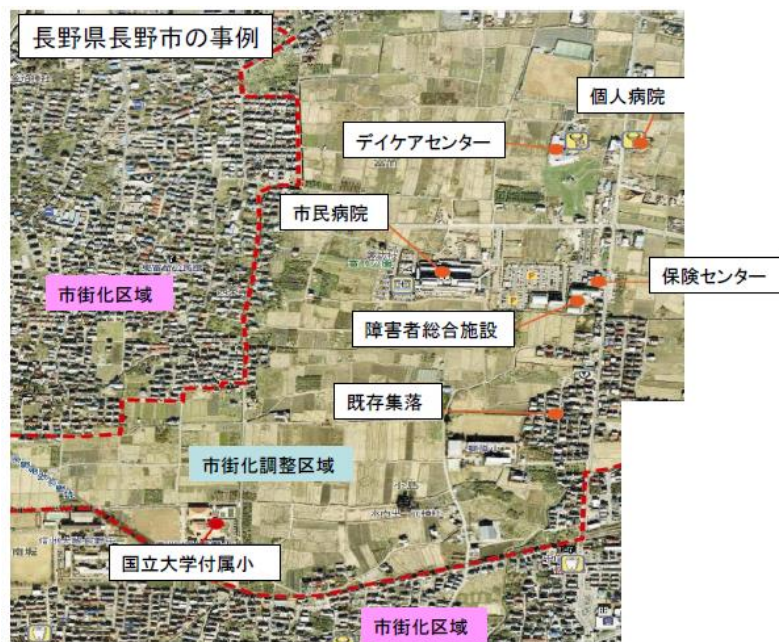 長野県長野市の事例
個人病院
デイケアセンター
市民病院
市街化区域
保険センター
障害者総合施設
既存集落
市街化調整区域
国立大学付属小
市街化区域